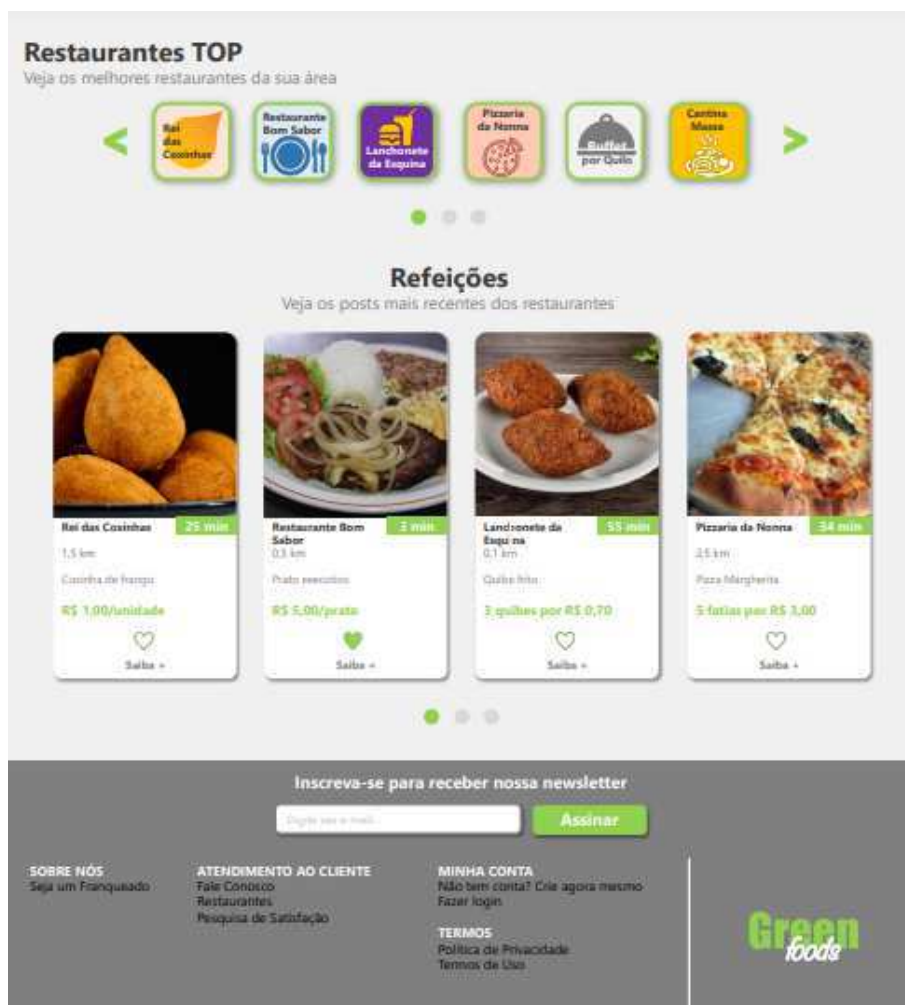 Restaurantes TOP
Veja os melhores restaurantes da sua área
<
Rei
das
Coxinhas
Restaurante
Bom Sabor
Lanchonete
da Esquina
Pizzaria
da Nonna
Buffet
por Quilo
Cantina
Massa
>
Refeições
Veja os posts mais recentes dos restaurantes
Rei das Coxinhas
25 min
1,5 km
Coxinha de frango
R$ 1,00/unidade
Saiba +
Restaurante Bom
Sabor
3 min
0,5 km
Prato executivo
R$ 5,00/prato
Saiba +
Lanchonete da
Esquina
55 min
0,1 km
Quibe frito
3 quibes por R$ 0,70
Saiba +
Pizzaria da Nonna
34 min
2,5 km
Pizza Margherita
5 fatias por R$ 3,00
Saiba +
Inscreva-se para receber nossa newsletter
Digite seu e-mail...
Assinar
SOBRE NÓS
Seja um Franqueado
ATENDIMENTO AO CLIENTE
Fale Conosco
Restaurantes
Pesquisa de Satisfação
MINHA CONTA
Não tem conta? Crie agora mesmo
Fazer login
TERMOS
Política de Privacidade
Termos de Uso
Green
foods